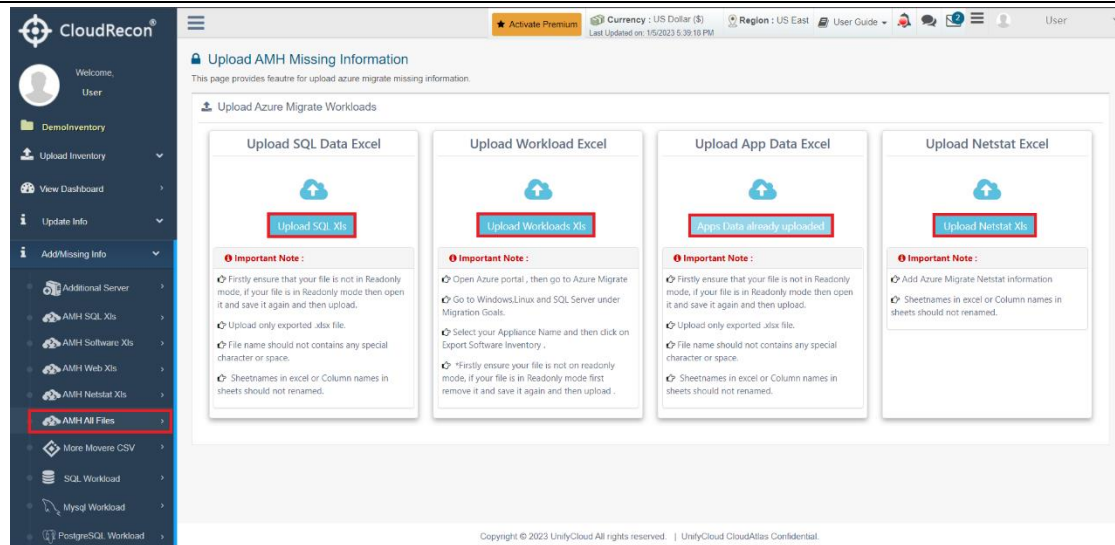 CloudRecon®
Activate Premium
Currency : US Dollar ($)
Last Updated on: 1/5/2023 5:39:16 PM
Region : US East
User Guide
2
User
Welcome,
User
DemoInventory
Upload Inventory
View Dashboard
Update Info
Add/Missing Info
Additional Server
AMH SQL Xls
AMH Software Xls
AMH Web Xls
AMH Netstat Xls
AMH All Files
More Movere CSV
SQL Workload
Mysql Workload
PostgreSQL Workload
Upload AMH Missing Information
This page provides feautre for upload azure migrate missing information.
Upload Azure Migrate Workloads
Upload SQL Data Excel
Upload SQL Xls
Important Note :
Firstly ensure that your file is not in Readonly
mode, if your file is in Readonly mode then open
it and save it again and then upload.
Upload only exported .xlsx file.
File name should not contains any special
character or space.
Sheetnames in excel or Column names in
sheets should not renamed.
Upload Workload Excel
Upload Workloads Xls
Important Note :
Open Azure portal , then go to Azure Migrate
Go to Windows,Linux and SQL Server under
Migration Goals.
Select your Appliance Name and then click on
Export Software Inventory .
*Firstly ensure your file is not on readonly
mode, if your file is in Readonly mode first
remove it and save it again and then upload .
Upload App Data Excel
Apps Data already uploaded
Important Note :
Firstly ensure that your file is not in Readonly
mode, if your file is in Readonly mode then open
it and save it again and then upload.
Upload only exported .xlsx file.
File name should not contains any special
character or space.
Sheetnames in excel or Column names in
sheets should not renamed.
Upload Netstat Excel
Upload Netstat Xls
Important Note :
Add Azure Migrate Netstat information
Sheetnames in excel or Column names in
sheets should not renamed.
Copyright © 2023 UnifyCloud All rights reserved. | UnifyCloud CloudAtlas Confidential.